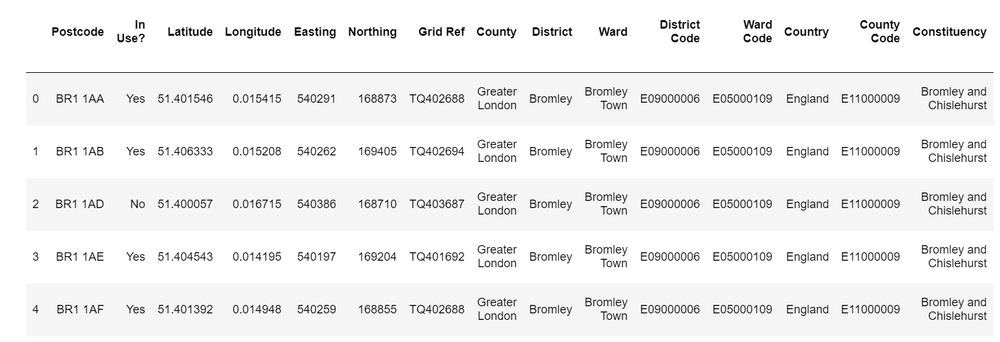 Postcode In Use? Latitude Longitude Easting Northing Grid Ref County District Ward District Code Ward Code Country County Code Constituency
0 BR1 1AA Yes 51.401546 0.015415 540291 168873 TQ402688 Greater London Bromley Bromley Town E09000006 E05000109 England E11000009 Bromley and Chislehurst
1 BR1 1AB Yes 51.406333 0.015208 540262 169405 TQ402694 Greater London Bromley Bromley Town E09000006 E05000109 England E11000009 Bromley and Chislehurst
2 BR1 1AD No 51.400057 0.016715 540386 168710 TQ403687 Greater London Bromley Bromley Town E09000006 E05000109 England E11000009 Bromley and Chislehurst
3 BR1 1AE Yes 51.404543 0.014195 540197 169204 TQ401692 Greater London Bromley Bromley Town E09000006 E05000109 England E11000009 Bromley and Chislehurst
4 BR1 1AF Yes 51.401392 0.014948 540259 168855 TQ402688 Greater London Bromley Bromley Town E09000006 E05000109 England E11000009 Bromley and Chislehurst